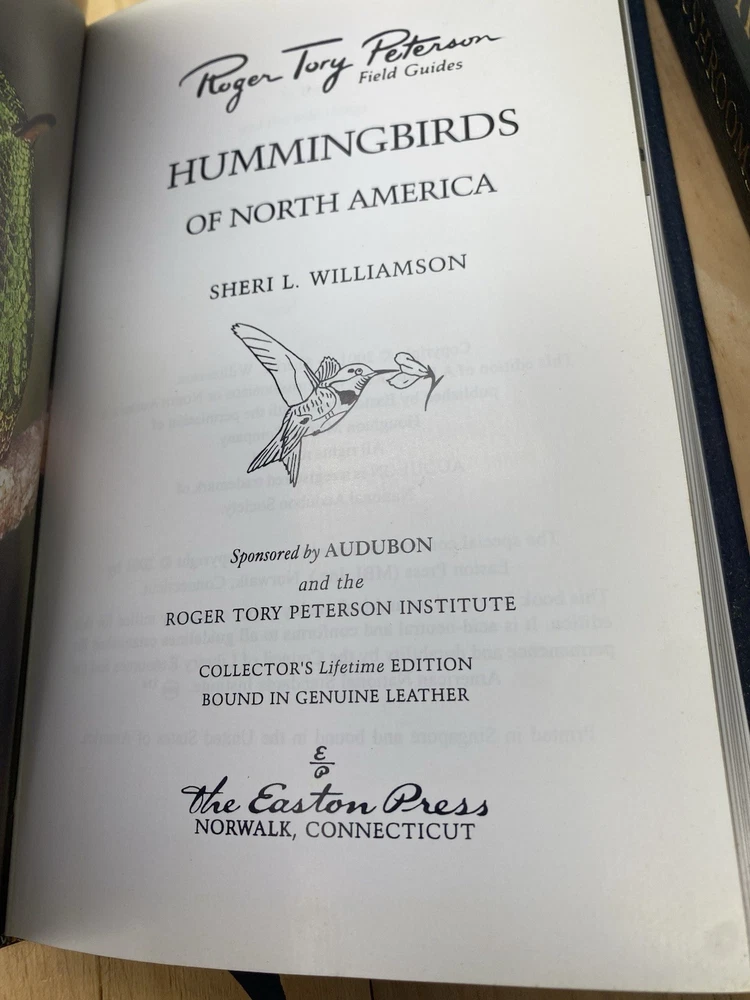 Roger Tory Peterson
Field Guides
HUMMINGBIRDS
OF NORTH AMERICA
SHERI L. WILLIAMSON
Sponsored by AUDUBON
and the
ROGER TORY PETERSON INSTITUTE
COLLECTOR'S Lifetime EDITION
BOUND IN GENUINE LEATHER
E
P
The Easton Press
NORWALK, CONNECTICUT